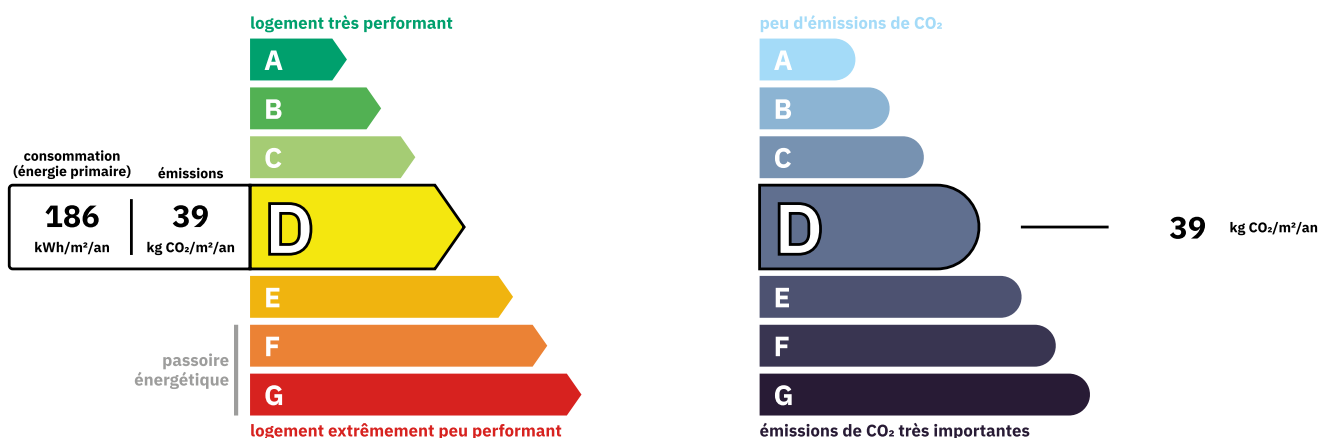 logement très performant
A
B
C
consommation
(énergie primaire)
émissions
186
kWh/m²/an
39
kg CO₂/m²/an
D
E
F
G
passoire
énergétique
logement extrêmement peu performant
peu d'émissions de CO₂
A
B
C
D
39 kg CO₂/m²/an
E
F
G
émissions de CO₂ très importantes